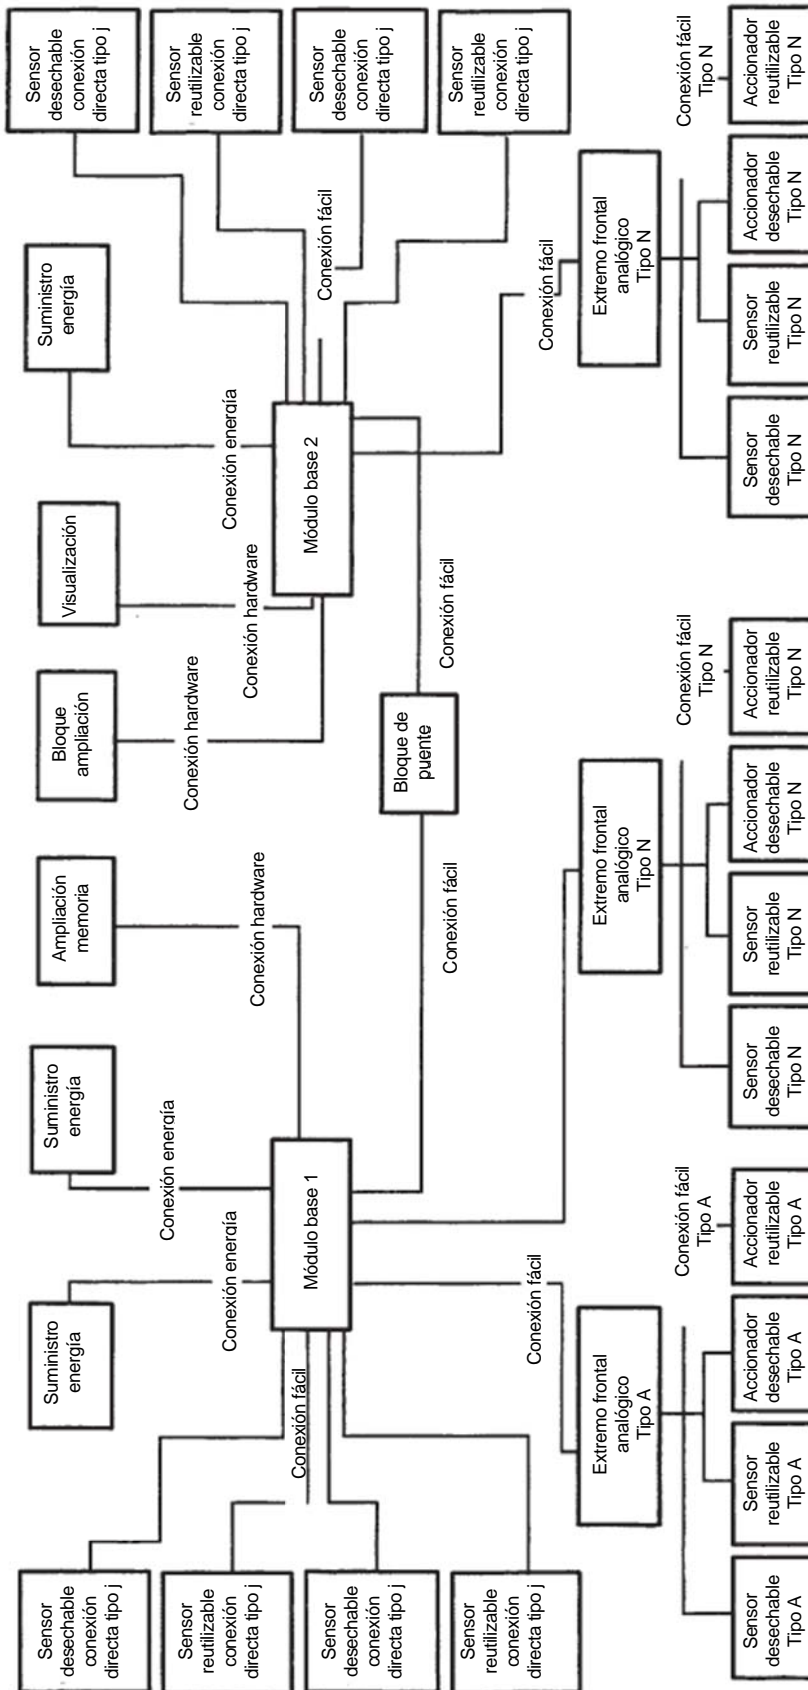 Sensor
desechable
conexión
directa tipo j
Sensor
reutilizable
conexión
directa tipo j
Sensor
desechable
conexión
directa tipo j
Sensor
reutilizable
conexión
directa tipo j
Suministro
energía
Suministro
energía
Ampliación
memoria
Bloque
ampliación
Visualización
Suministro
energía
Sensor
desechable
conexión
directa tipo j
Sensor
reutilizable
conexión
directa tipo j
Sensor
desechable
conexión
directa tipo j
Sensor
reutilizable
conexión
directa tipo j
Conexión energía
Conexión energía
Conexión hardware
Conexión hardware
Conexión hardware
Conexión energía
Conexión fácil
Módulo base 1
Módulo base 2
Conexión fácil
Bloque de
puente
Conexión fácil
Conexión fácil
Conexión fácil
Conexión fácil
Extremo frontal
analógico
Tipo A
Extremo frontal
analógico
Tipo N
Extremo frontal
analógico
Tipo N
Conexión fácil
Tipo A
Conexión fácil
Tipo N
Conexión fácil
Tipo N
Sensor
desechable
Tipo A
Sensor
reutilizable
Tipo A
Accionador
desechable
Tipo A
Accionador
reutilizable
Tipo A
Sensor
desechable
Tipo N
Sensor
reutilizable
Tipo N
Accionador
desechable
Tipo N
Accionador
reutilizable
Tipo N
Sensor
desechable
Tipo N
Sensor
reutilizable
Tipo N
Accionador
desechable
Tipo N
Accionador
reutilizable
Tipo N